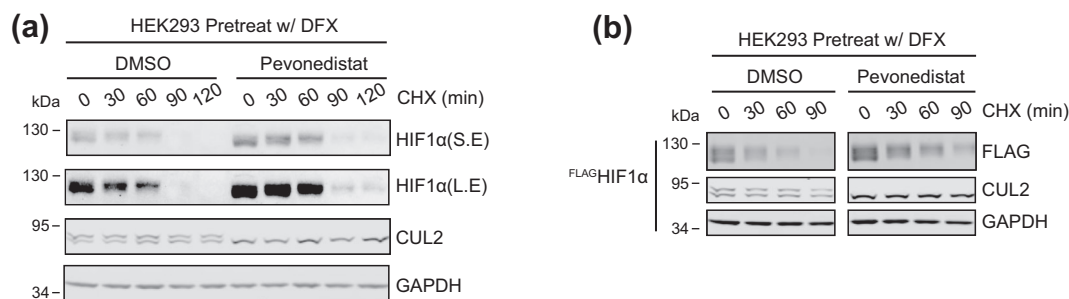 (a)
HEK293 Pretreat w/ DFX
DMSO Pevonedistat
kDa 0 30 60 90 120 0 30 60 90 120 CHX (min)
130 HIF1α(S.E)
130 HIF1α(L.E)
95 CUL2
34 GAPDH
(b)
HEK293 Pretreat w/ DFX
DMSO Pevonedistat
kDa 0 30 60 90 0 30 60 90 CHX (min)
130 FLAG
FLAGHIF1α
95 CUL2
34 GAPDH